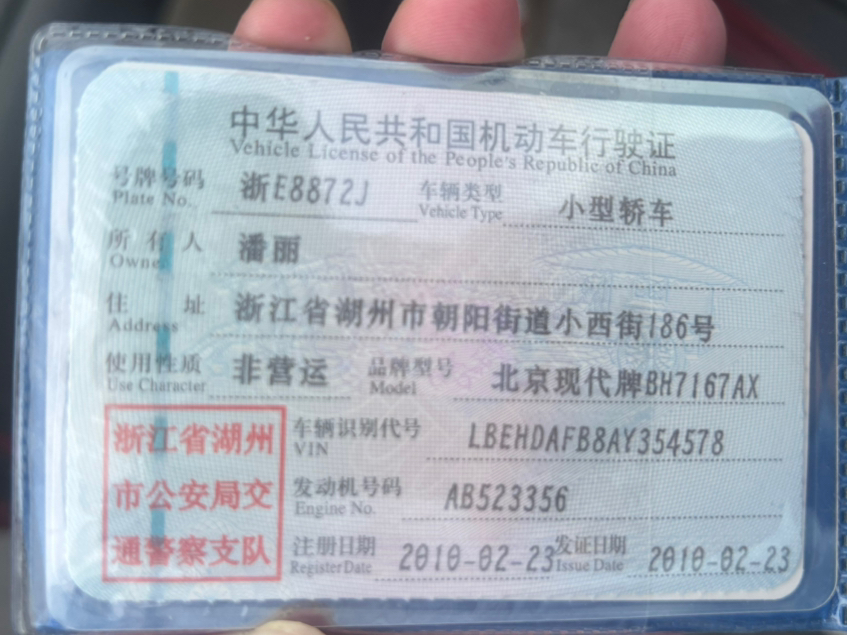 中华人民共和国机动车行驶证
Vehicle License of the People's Republic of China
号牌号码 浙E8872J 车辆类型 小型轿车
Plate No. Vehicle Type
所有人 潘丽
Owner
住址 浙江省湖州市朝阳街道小西街186号
Address
使用性质 非营运 品牌型号 北京现代牌BH7167AX
Use Character Model
浙江省湖州
市公安局交
通警察支队
车辆识别代号 LBEHDAFB8AY354578
VIN
发动机号码 AB523356
Engine No.
注册日期 2010-02-23 发证日期 2010-02-23
Register Date Issue Date